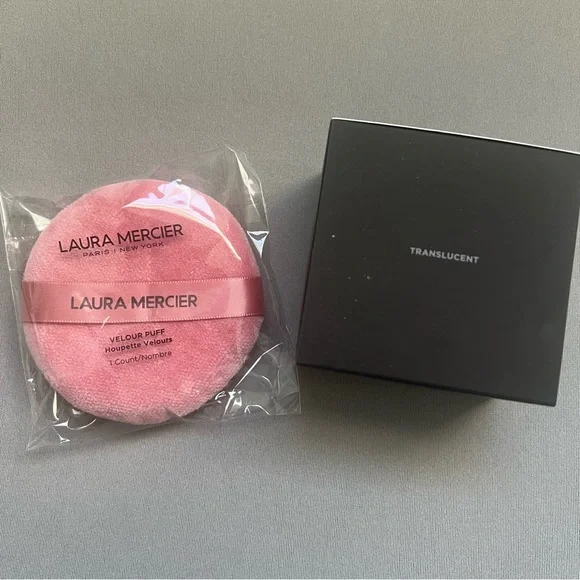 LAURA MERCIER
PARIS | NEW YORK
LAURA MERCIER
VELOUR PUFF
Houpette Velours
1 Count/Nombre
TRANSLUCENT